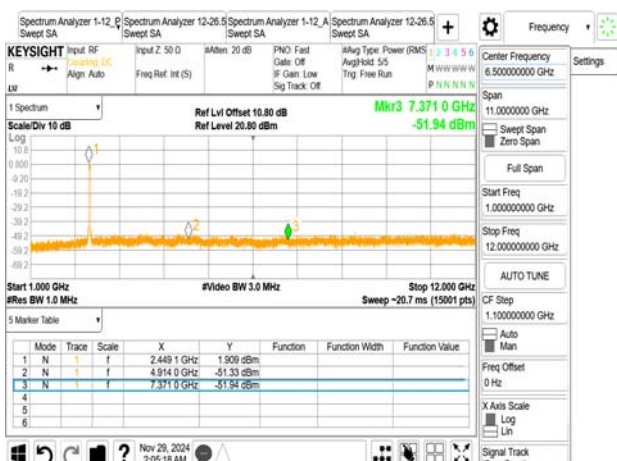 Spectrum Analyzer 1-12_P
Swept SA
Spectrum Analyzer 12-26.5
Swept SA
Spectrum Analyzer 1-12_A
Swept SA
Spectrum Analyzer 12-26.5
Swept SA
+
Frequency
Settings
KEYSIGHT
R
Input: RF
Coupling: DC
Align: Auto
Input Z: 50 Ω
Freq Ref: Int (S)
#Atten: 20 dB
PNO: Fast
Gate: Off
IF Gain: Low
Sig Track: Off
#Avg Type: Power (RMS)
Avg|Hold: 5/5
Trig: Free Run
1 2 3 4 5 6
M W W W W W W
P N N N N N
1 Spectrum
Scale/Div 10 dB
Ref Lvl Offset 10.80 dB
Ref Level 20.80 dBm
Mkr3 7.371 0 GHz
-51.94 dBm
Log
10.8
0.800
-9.20
-19.2
-29.2
-39.2
-49.2
-59.2
-69.2
1
2
3
Start 1.000 GHz
#Res BW 1.0 MHz
#Video BW 3.0 MHz
Stop 12.000 GHz
Sweep ~20.7 ms (15001 pts)
5 Marker Table
Mode Trace Scale X Y Function Function Width Function Value
1 N 1 f 2.449 1 GHz 1.909 dBm
2 N 1 f 4.914 0 GHz -51.33 dBm
3 N 1 f 7.371 0 GHz -51.94 dBm
4
5
6
Nov 29, 2024
2:05:18 AM
Center Frequency
6.500000000 GHz
Span
11.0000000 GHz
Swept Span
Zero Span
Full Span
Start Freq
1.000000000 GHz
Stop Freq
12.000000000 GHz
AUTO TUNE
CF Step
1.100000000 GHz
Auto
Man
Freq Offset
0 Hz
X Axis Scale
Log
Lin
Signal Track